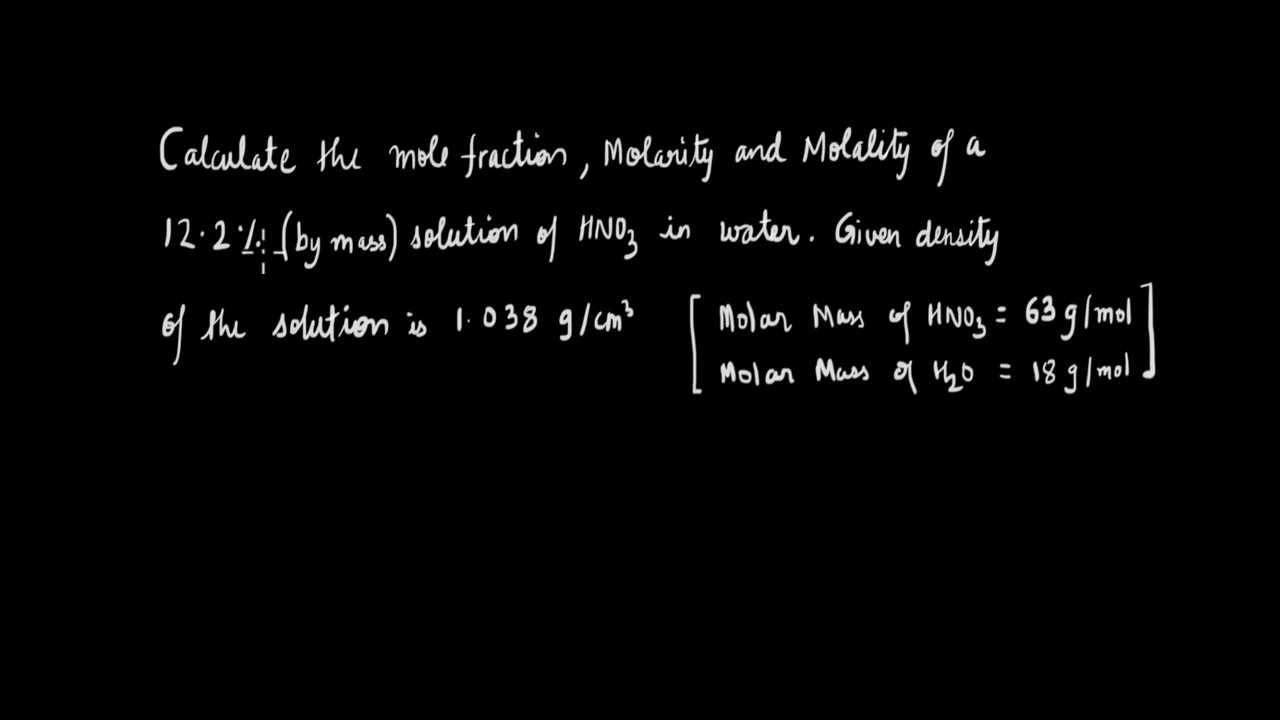 Calculate the mole fraction, Molarity and Molality of a
12.2% (by mass) solution of HNO₃ in water. Given density
of the solution is 1.038 g/cm³
[Molar Mass of HNO₃ = 63 g/mol
Molar Mass of H₂O = 18 g/mol]